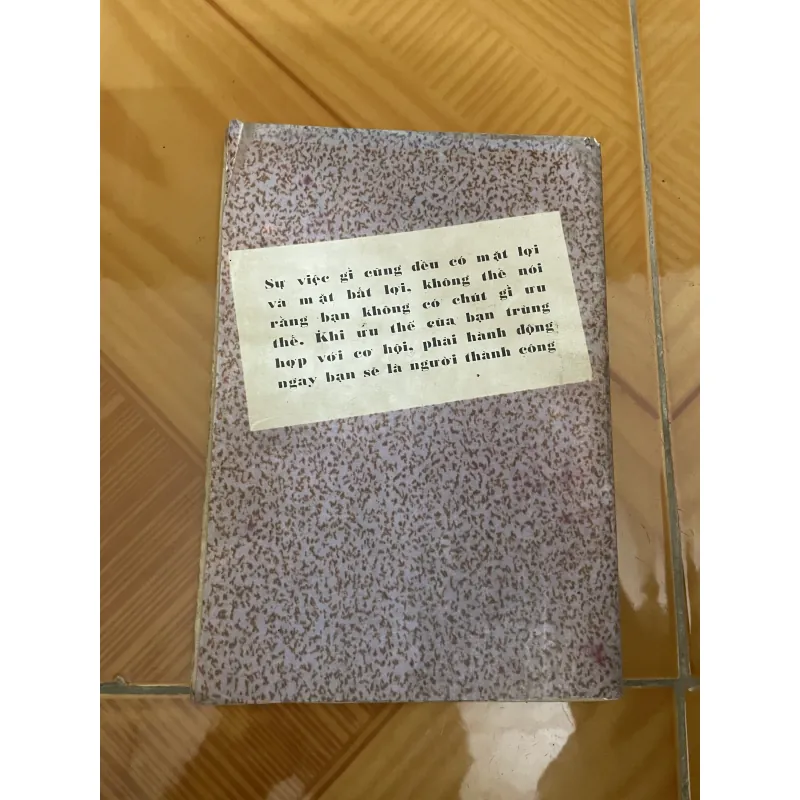 Sự việc gì cũng đều có mặt lợi
và mặt bất lợi, không thể nói
rằng bạn không có chút gì ưu
thế. Khi ưu thế của bạn trùng
hợp với cơ hội, phải hành động
ngay bạn sẽ là người thành công